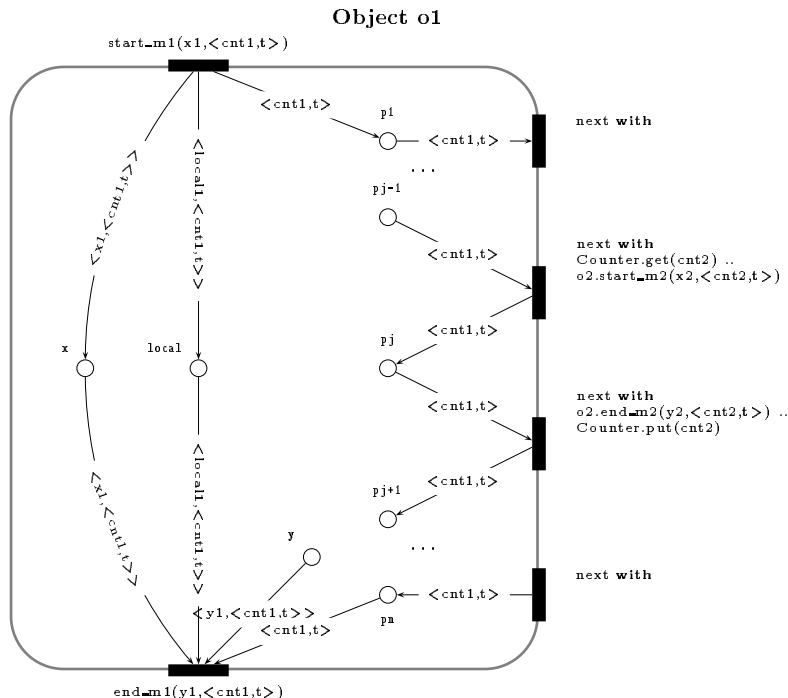 Object o1
start_m1(x1,<cnt1,t>)
<cnt1,t>
p1
<cnt1,t>
next with
...
<x1,<cnt1,t>>
<local1,<cnt1,t>>
pj-1
<cnt1,t>
next with
Counter.get(cnt2) ..
o2.start_m2(x2,<cnt2,t>)
<cnt1,t>
x
local
pj
<cnt1,t>
next with
o2.end_m2(y2,<cnt2,t>) ..
Counter.put(cnt2)
<cnt1,t>
<x1,<cnt1,t>>
<local1,<cnt1,t>>
pj+1
y
...
next with
<cnt1,t>
<y1,<cnt1,t>>
pn
<cnt1,t>
end_m1(y1,<cnt1,t>)